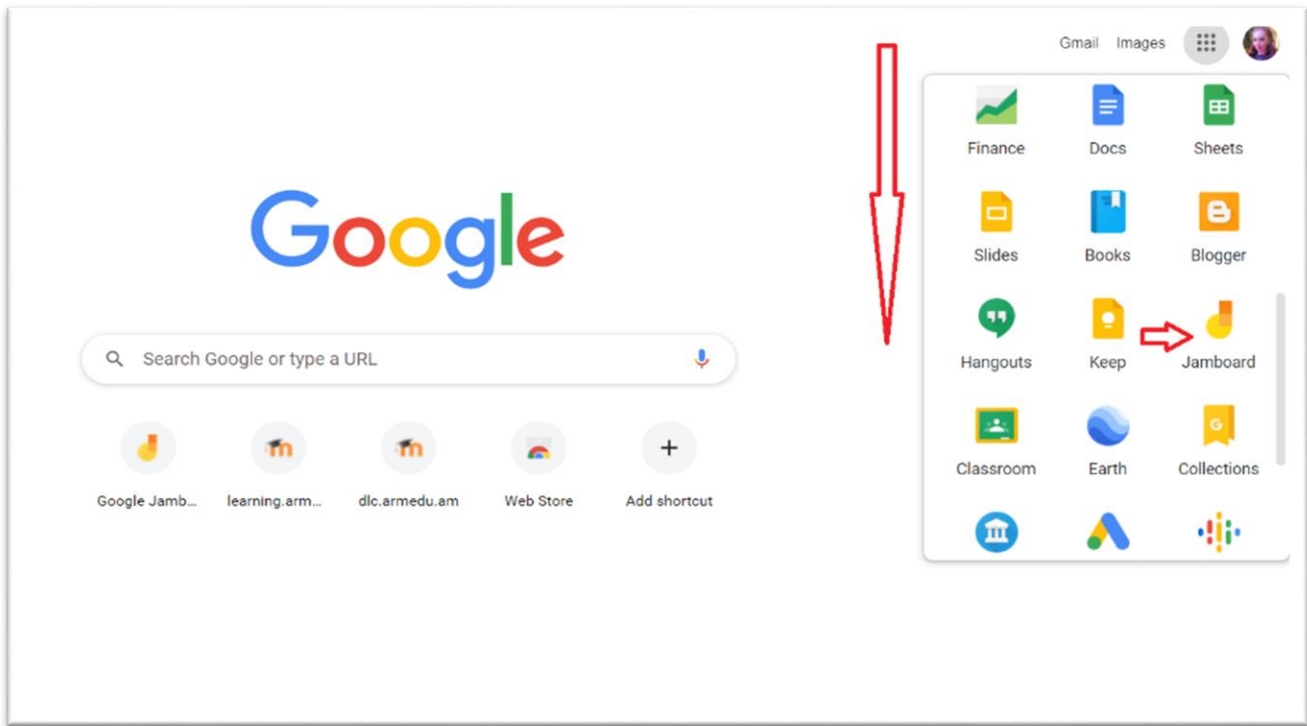 Gmail Images
Finance Docs Sheets
Google
Slides Books Blogger
Hangouts Keep Jamboard
Search Google or type a URL
Classroom Earth Collections
Google Jamb... learning.arm... dlc.armedu.am Web Store Add shortcut